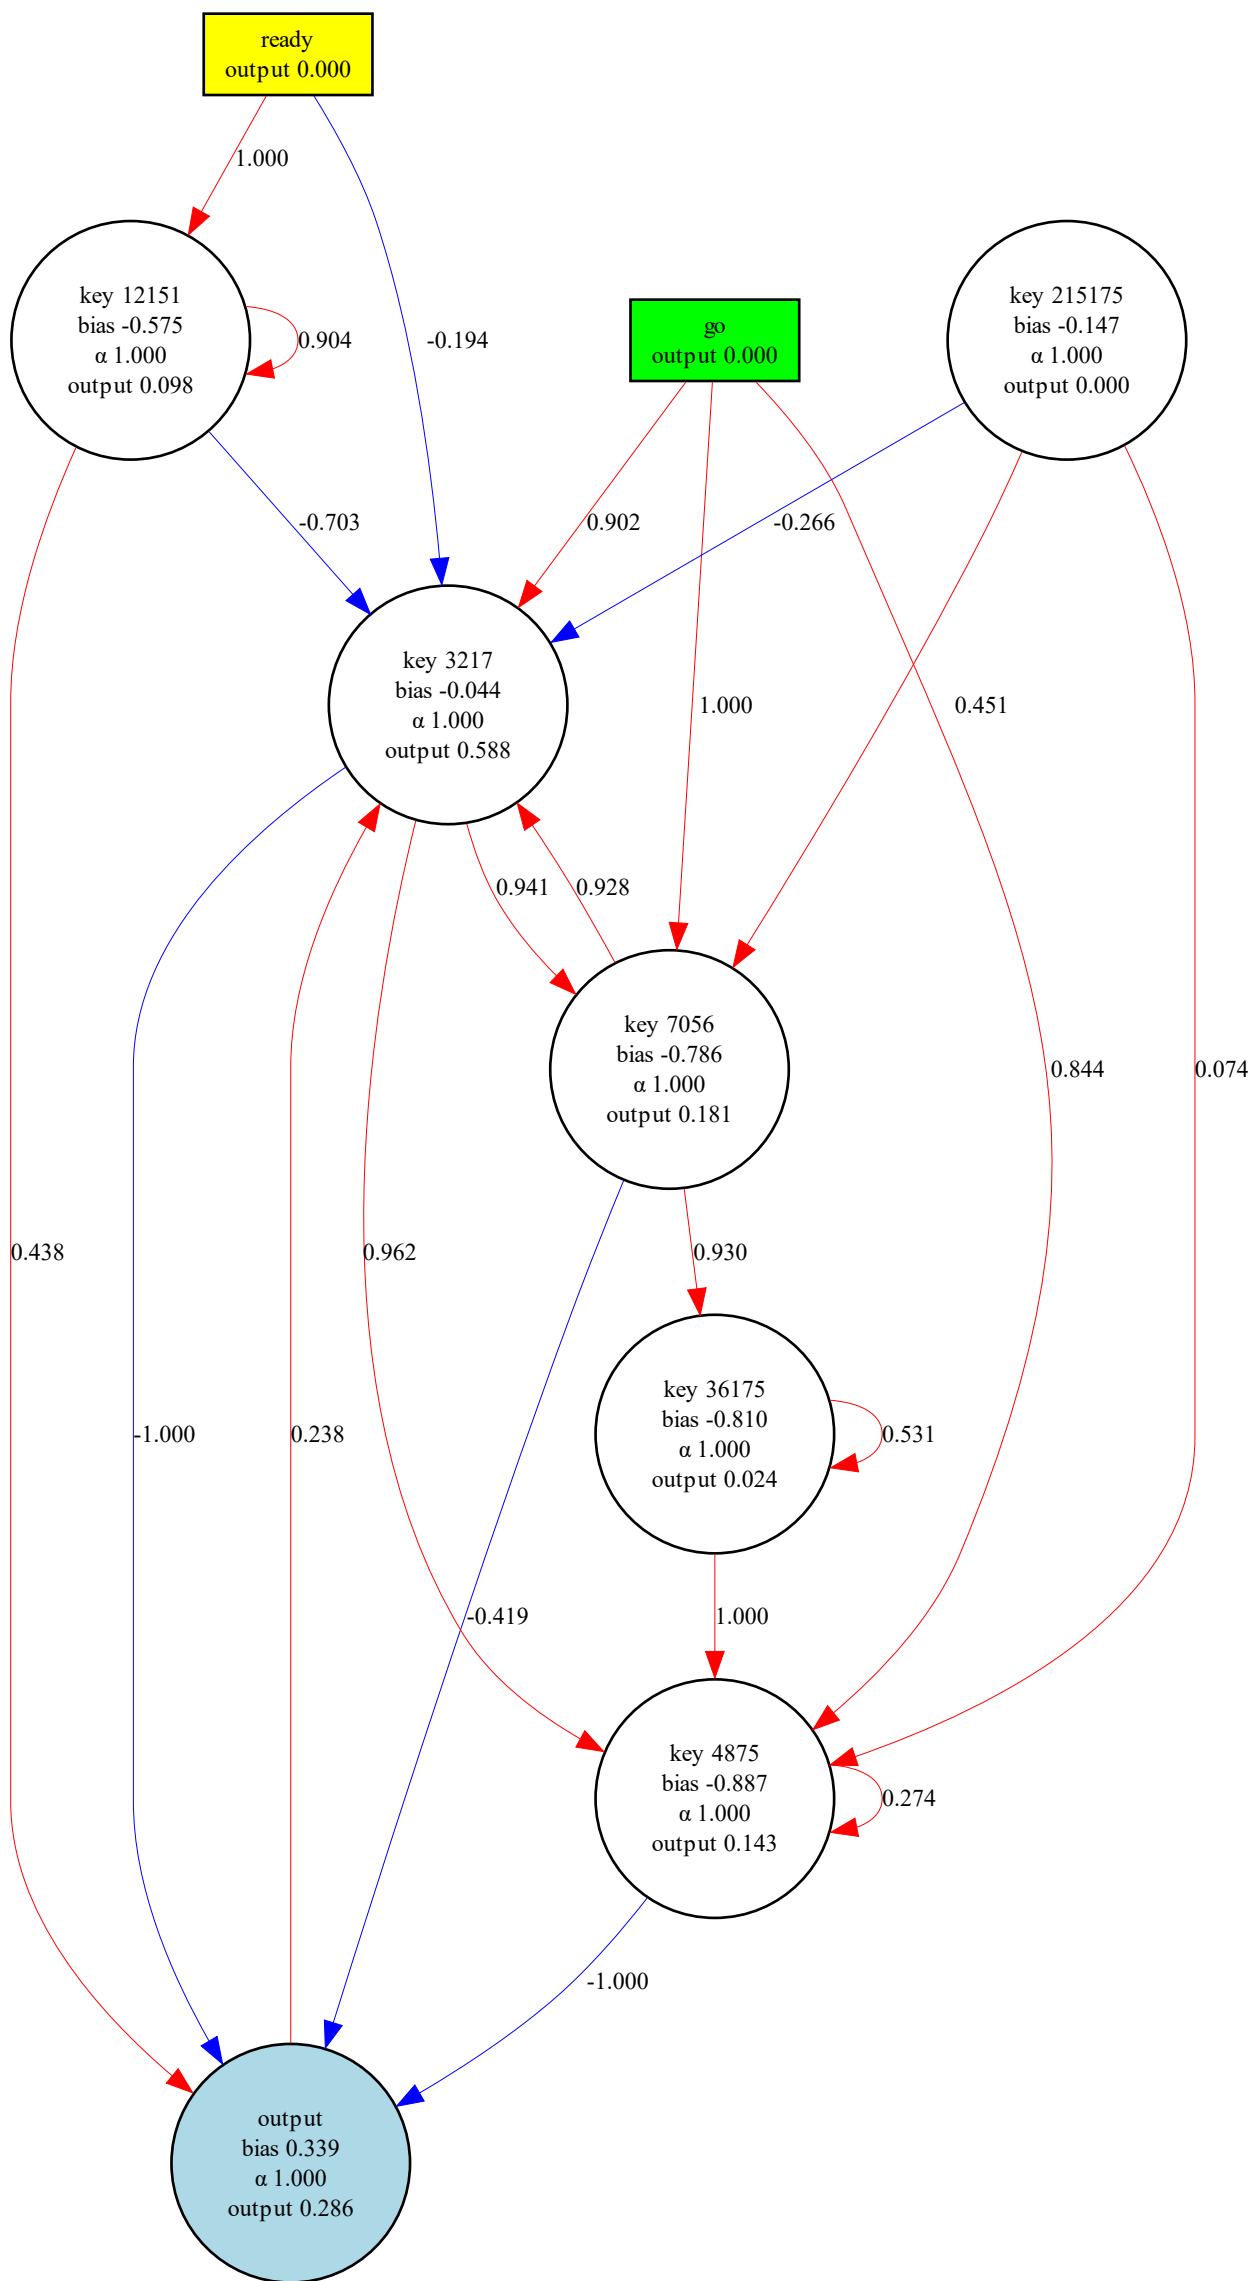 ready
output 0.000
1.000
key 12151
bias -0.575
α 1.000
output 0.098
0.904
-0.194
go
output 0.000
key 215175
bias -0.147
α 1.000
output 0.000
-0.703
0.902
-0.266
key 3217
bias -0.044
α 1.000
output 0.588
1.000
0.451
0.941
0.928
key 7056
bias -0.786
α 1.000
output 0.181
0.844
0.074
0.438
0.962
0.930
key 36175
bias -0.810
α 1.000
output 0.024
0.531
-1.000
0.238
-0.419
1.000
key 4875
bias -0.887
α 1.000
output 0.143
0.274
-1.000
output
bias 0.339
α 1.000
output 0.286